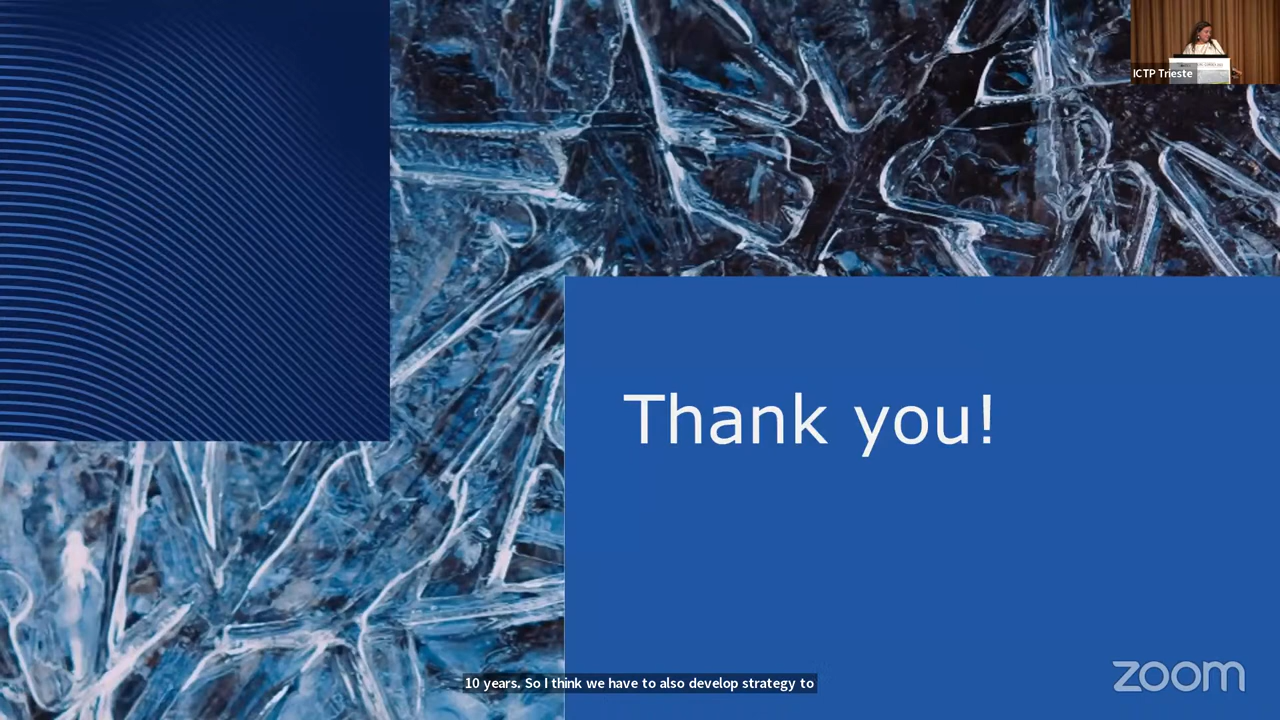 ICTP Trieste
Thank you!
10 years. So I think we have to also develop strategy to
zoom